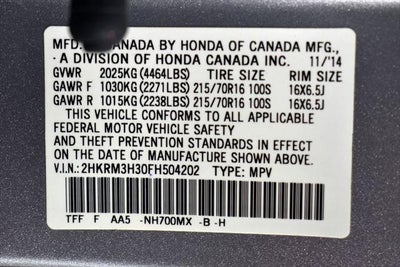 MFD. CANADA BY HONDA OF CANADA MFG.,
A DIVISION OF HONDA CANADA INC. 11/'14
GVWR 2025KG (4464LBS) TIRE SIZE RIM SIZE
GAWR F 1030KG (2271LBS) 215/70R16 100S 16X6.5J
GAWR R 1015KG (2238LBS) 215/70R16 100S 16X6.5J
THIS VEHICLE CONFORMS TO ALL APPLICABLE
FEDERAL MOTOR VEHICLE SAFETY
AND THEFT PREVENTION STANDARDS
IN EFFECT ON THE DATE OF MANUFACTURE SHOWN ABOVE.
V.I.N.: 2HKRM3H30FH504202 TYPE: MPV
TFF F AA5 -NH700MX -B -H